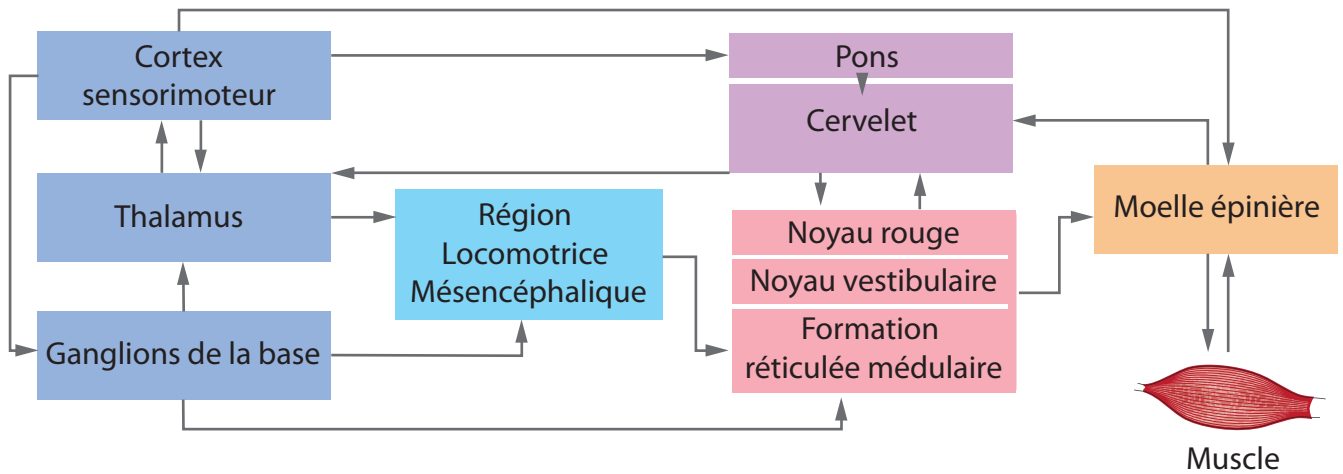 Cortex
sensorimoteur
Pons
Cervelet
Thalamus
Région
Locomotrice
Mésencéphalique
Noyau rouge
Noyau vestibulaire
Formation
réticulée médulaire
Moelle épinière
Ganglions de la base
Muscle